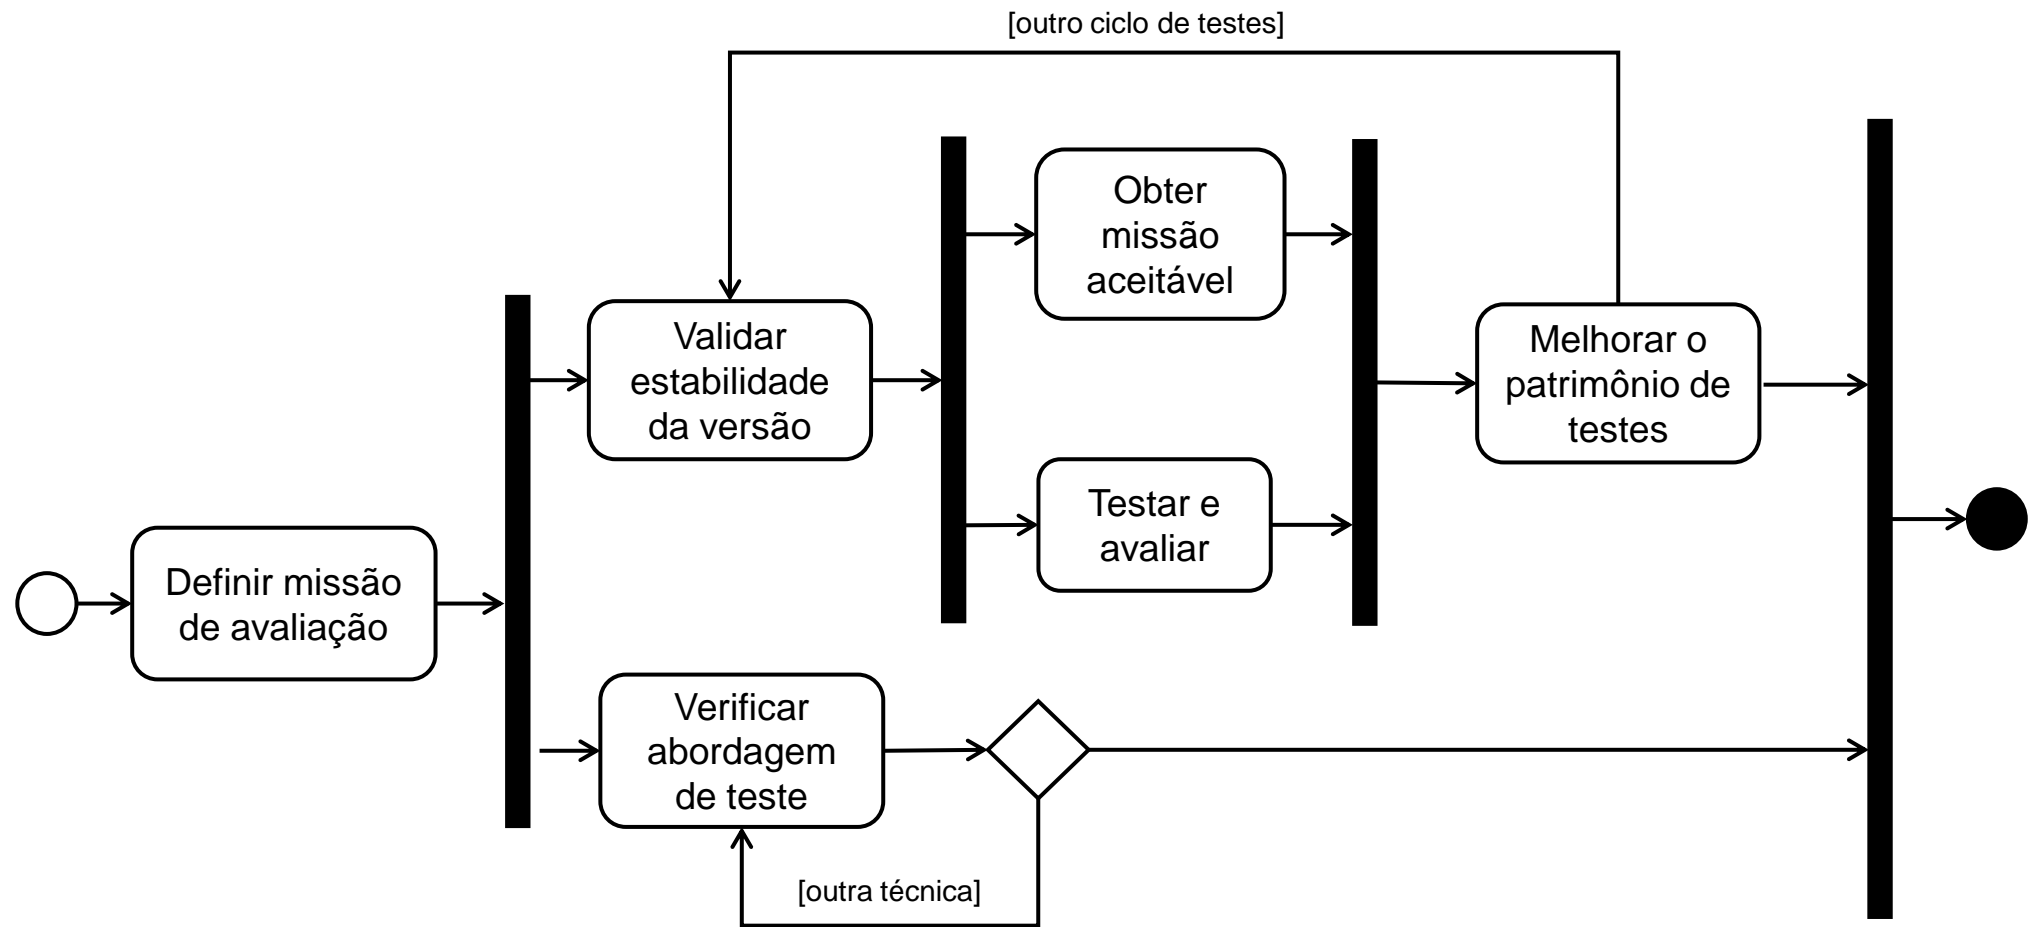 [outro ciclo de testes]
Obter
missão
aceitável
Validar
estabilidade
da versão
Melhorar o
patrimônio de
testes
Testar e
avaliar
Definir missão
de avaliação
Verificar
abordagem
de teste
[outra técnica]